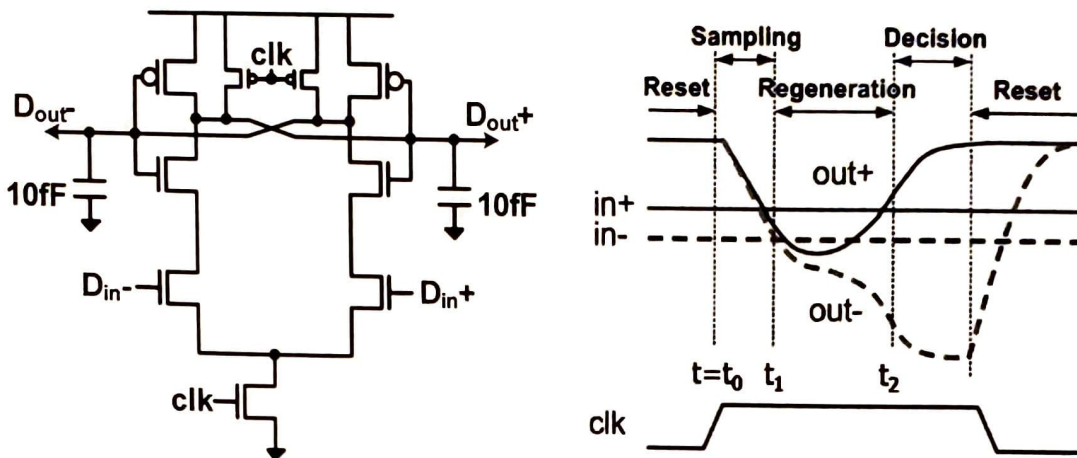 clk
Dout-
Dout+
10fF
10fF
Din-
Din+
clk
Sampling
Decision
Reset
Regeneration
Reset
out+
in+
in-
out-
t=t0
t1
t2
clk